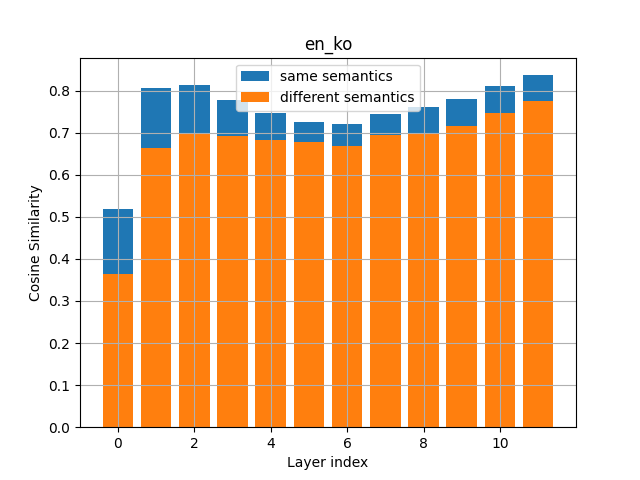 en_ko
same semantics
different semantics
Cosine Similarity
0.8
0.7
0.6
0.5
0.4
0.3
0.2
0.1
0.0
0 2 4 6 8 10
Layer index